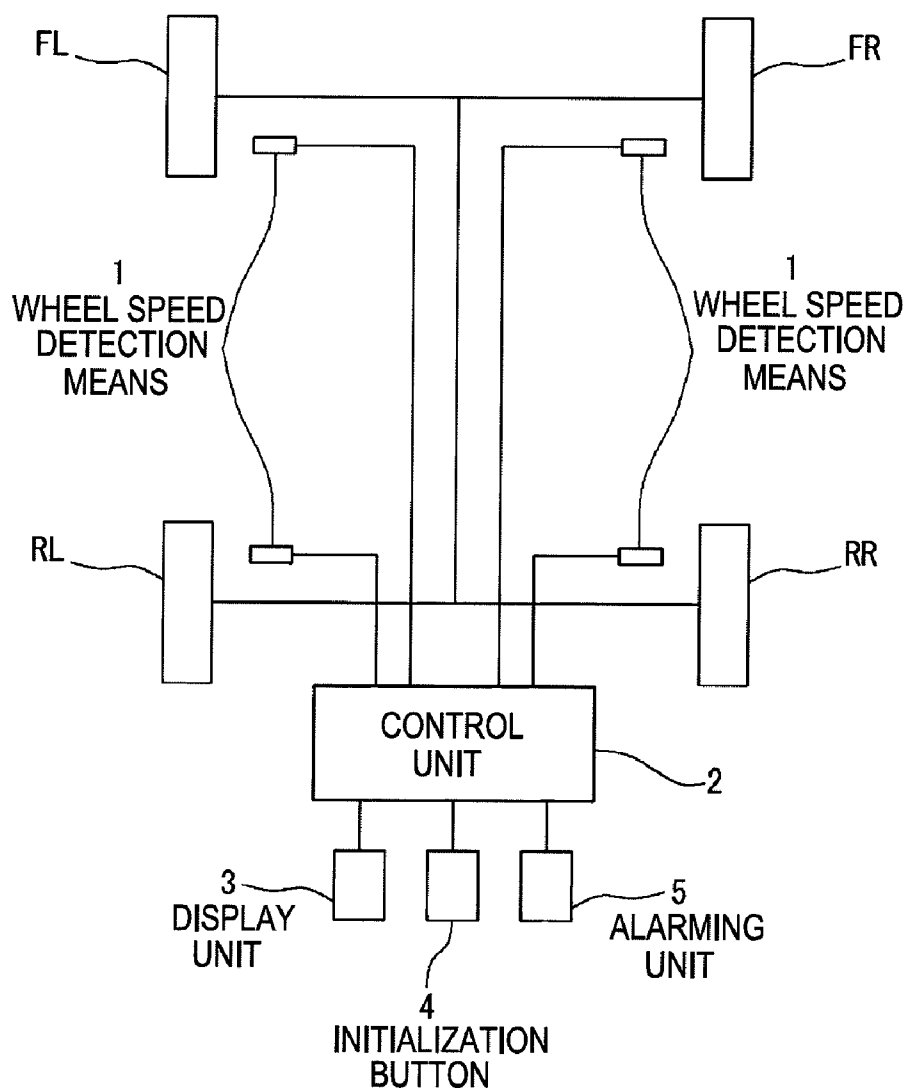 FL
FR
1
WHEEL SPEED
DETECTION
MEANS
1
WHEEL SPEED
DETECTION
MEANS
RL
RR
CONTROL
UNIT
2
3
DISPLAY
UNIT
4
INITIALIZATION
BUTTON
5
ALARMING
UNIT